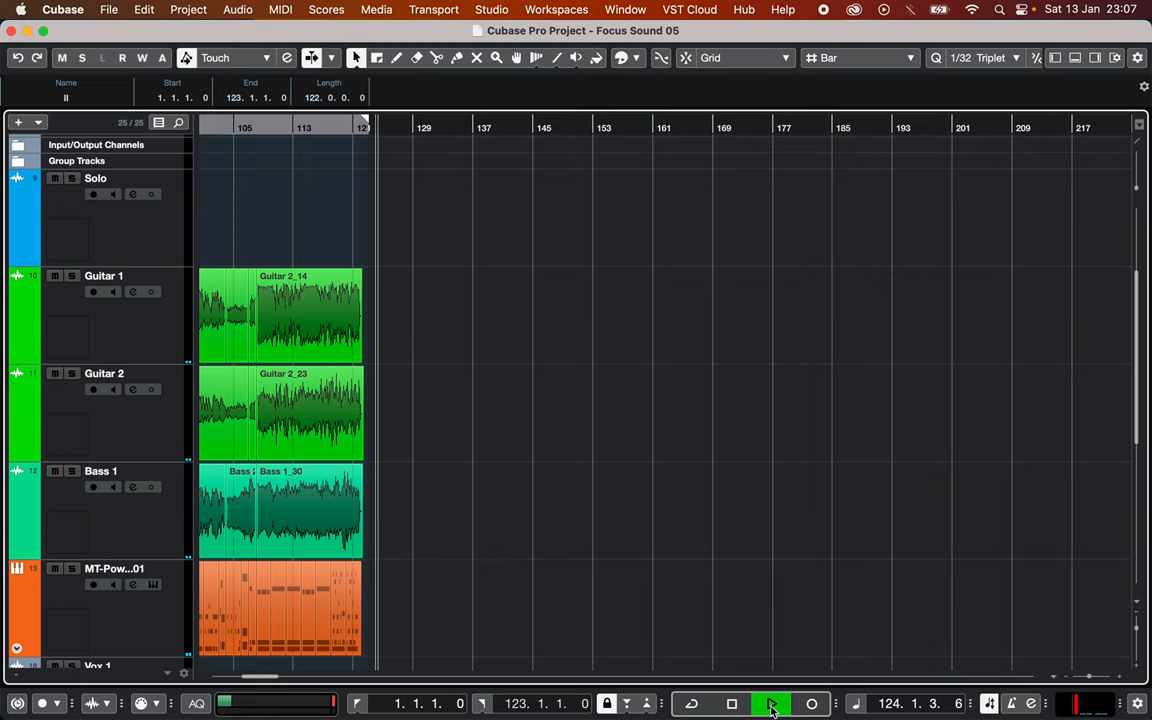 Cubase File Edit Project Audio MIDI Scores Media Transport Studio Workspaces Window VST Cloud Hub Help Sat 13 Jan 23:07
Cubase Pro Project - Focus Sound 05
M S L R W A Touch Grid Bar Q 1/32 Triplet
Name Start End Length
1. 1. 1. 0 123. 1. 1. 0 122. 0. 0. 0
25 / 25 105 113 129 137 145 153 161 169 177 185 193 201 209 217
Input/Output Channels
Group Tracks
9 m S Solo
10 m S Guitar 1 Guitar 2_14
11 m S Guitar 2 Guitar 2_23
12 m S Bass 1 Bass 1_30
13 m S MT-Pow...01
Vox 1
AQ 1. 1. 1. 0 123. 1. 1. 0 124. 1. 3. 6